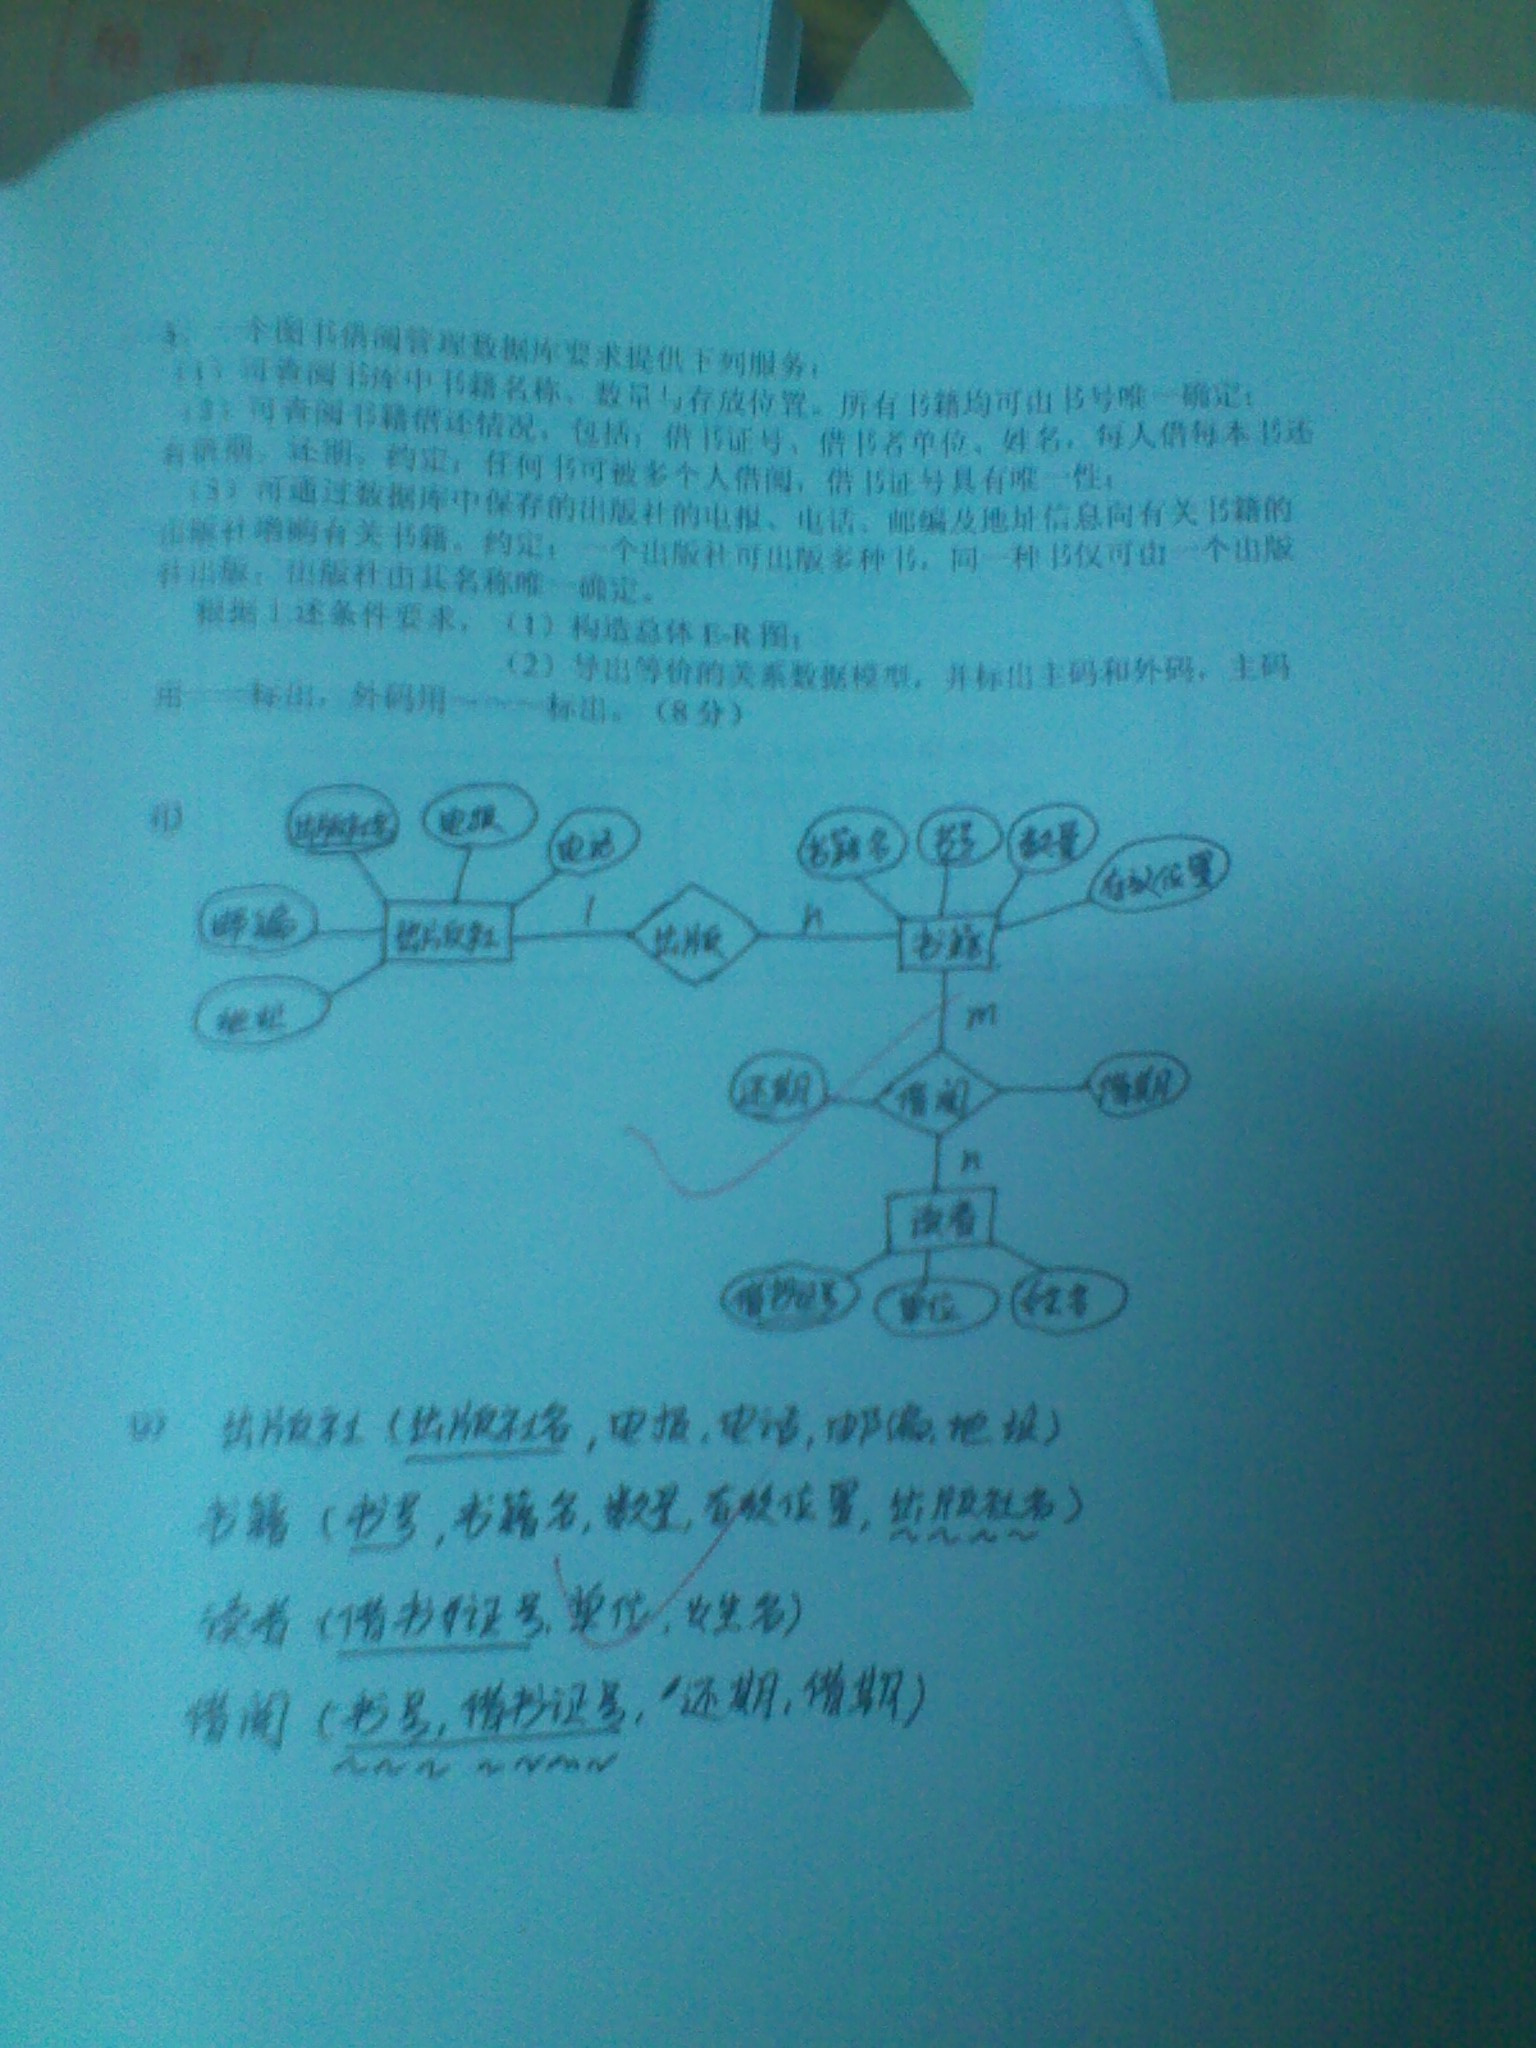 一个图书借阅管理数据库要求提供下列服务：
（1）可查阅书库中书籍名称、数量与存放位置。所有书籍均可由书号唯一确定；
（2）可查阅书籍借还情况，包括：借书证号、借书者单位、姓名，每人借每本书还
有借期、还期。约定：任何书可被多个人借阅，借书证号具有唯一性；
（3）可通过数据库中保存的出版社的电报、电话、邮编及地址信息向有关书籍的
出版社增购有关书籍。约定：一个出版社可出版多种书，同一种书仅可由一个出版
社出版，出版社由其名称唯一确定。
根据上述条件要求，（1）构造总体E-R图；
（2）导出等价的关系数据模型，并标出主码和外码，主码
用——标出，外码用～～～标出。（8分）
(1)
出版社名 电报 电话 书籍名 书号 数量 存放位置
邮编 出版社 1 出版 n 书籍
地址 m
还期 借阅 借期
n
读者
借书证号 单位 姓名
(2) 出版社（出版社名，电报，电话，邮编，地址）
书籍（书号，书籍名，数量，存放位置，出版社名）
读者（借书证号，单位，姓名）
借阅（书号，借书证号，还期，借期）